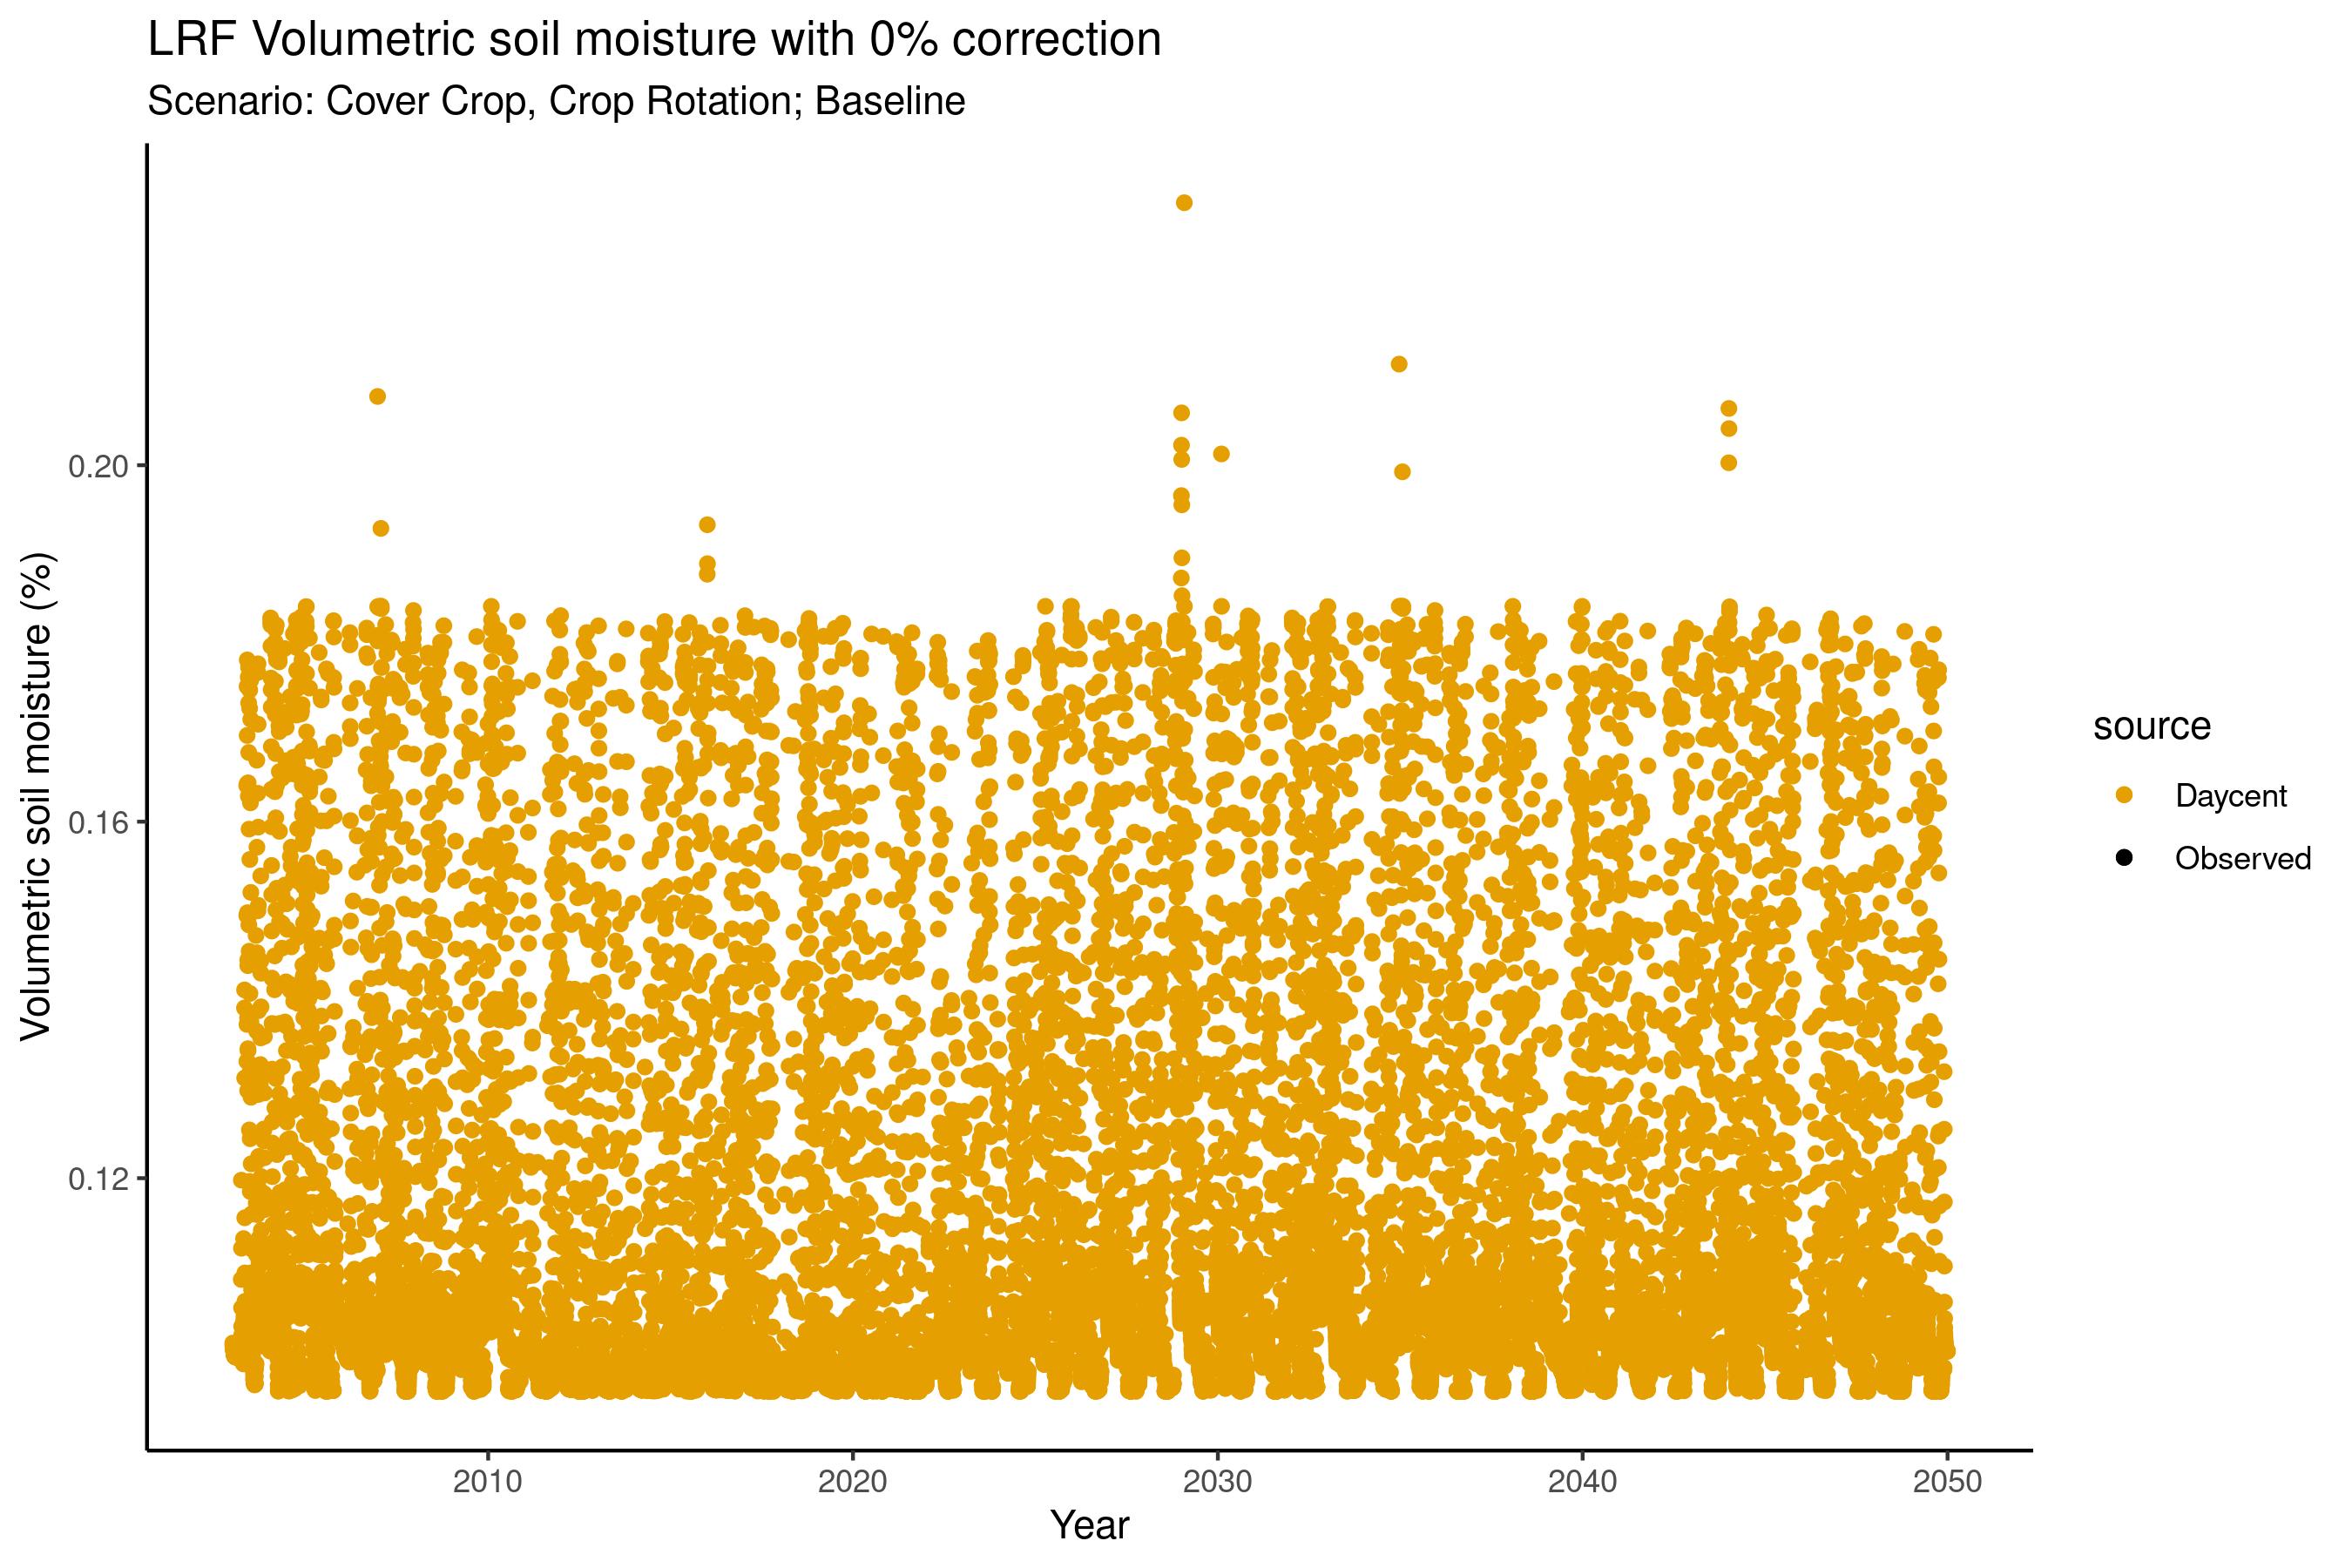 LRF Volumetric soil moisture with 0% correction
Scenario: Cover Crop, Crop Rotation; Baseline
Volumetric soil moisture (%)
0.20
0.16
0.12
2010
2020
2030
2040
2050
Year
source
Daycent
Observed